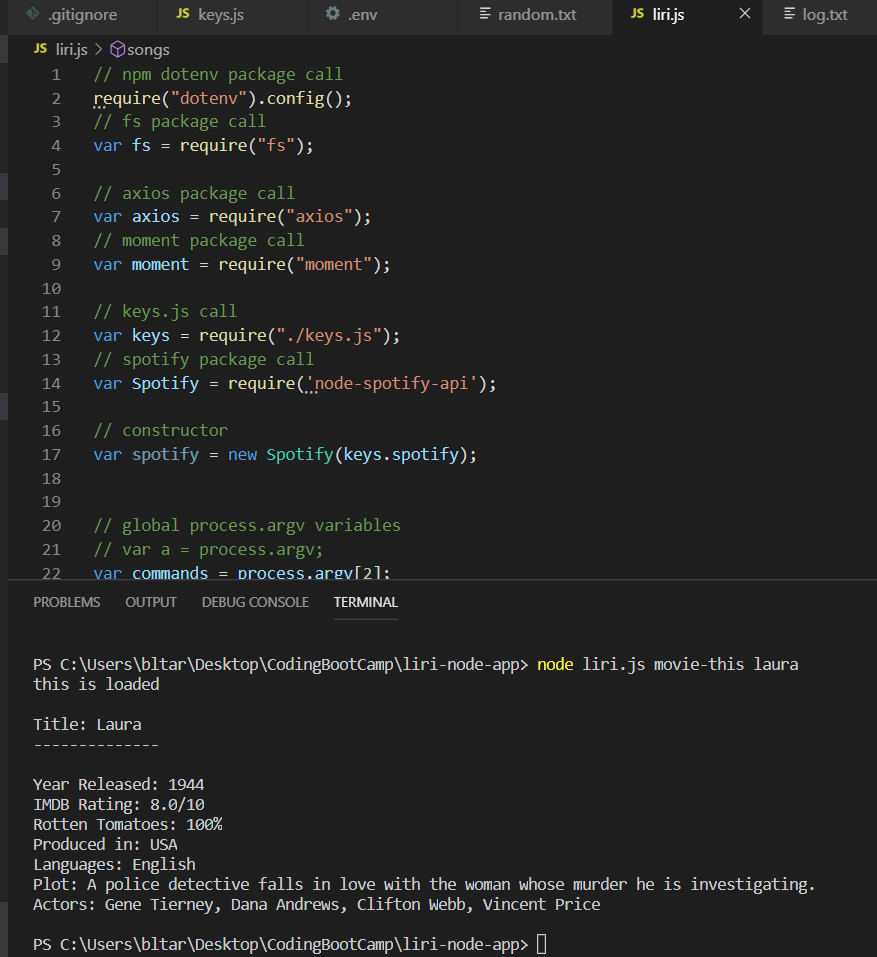 .gitignore JS keys.js .env random.txt JS liri.js × log.txt
JS liri.js > songs
1 // npm dotenv package call
2 require("dotenv").config();
3 // fs package call
4 var fs = require("fs");
5
6 // axios package call
7 var axios = require("axios");
8 // moment package call
9 var moment = require("moment");
10
11 // keys.js call
12 var keys = require("./keys.js");
13 // spotify package call
14 var Spotify = require('node-spotify-api');
15
16 // constructor
17 var spotify = new Spotify(keys.spotify);
18
19
20 // global process.argv variables
21 // var a = process.argv;
22 var commands = process.argv[2];
PROBLEMS OUTPUT DEBUG CONSOLE TERMINAL
PS C:\Users\bltar\Desktop\CodingBootCamp\liri-node-app> node liri.js movie-this laura
this is loaded
Title: Laura
--------------
Year Released: 1944
IMDB Rating: 8.0/10
Rotten Tomatoes: 100%
Produced in: USA
Languages: English
Plot: A police detective falls in love with the woman whose murder he is investigating.
Actors: Gene Tierney, Dana Andrews, Clifton Webb, Vincent Price
PS C:\Users\bltar\Desktop\CodingBootCamp\liri-node-app>